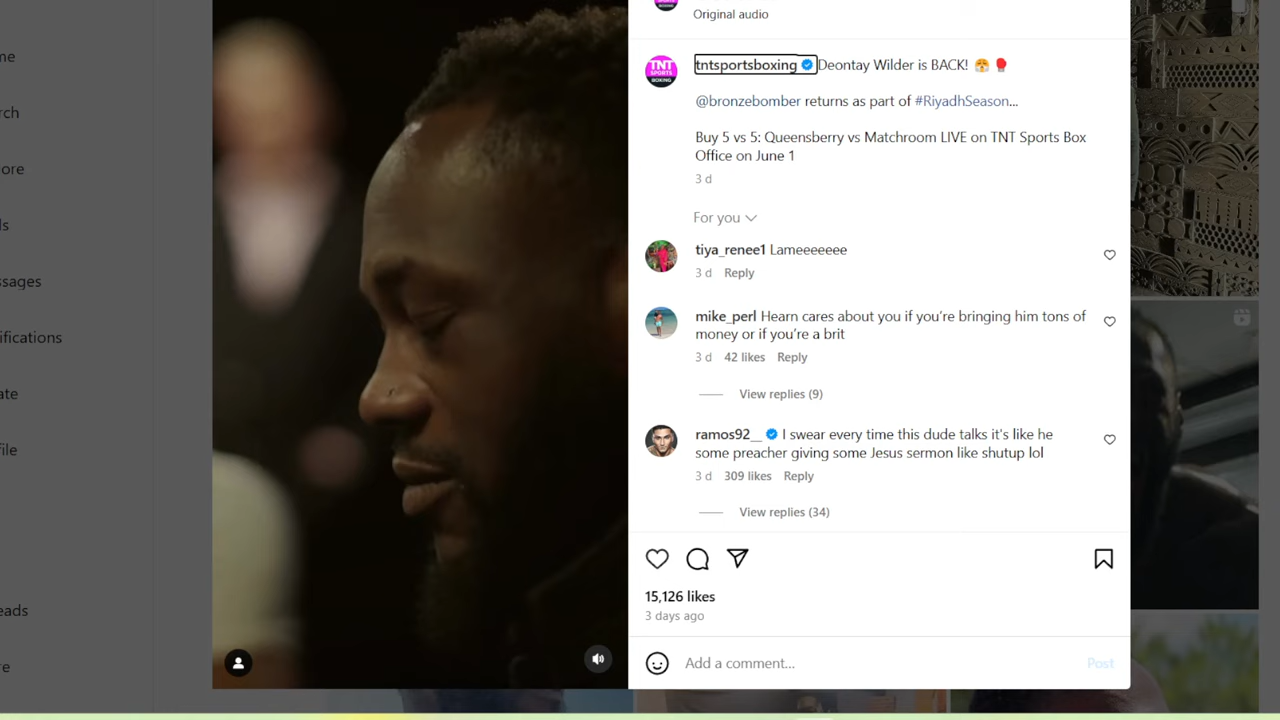 Original audio
TNT
SPORTS
BOXING
tntsportsboxing Deontay Wilder is BACK! 😤 🥊
@bronzebomber returns as part of #RiyadhSeason...
Buy 5 vs 5: Queensberry vs Matchroom LIVE on TNT Sports Box
Office on June 1
3 d
For you
tiya_renee1 Lameeeeeee
3 d Reply
mike_perl Hearn cares about you if you're bringing him tons of
money or if you're a brit
3 d 42 likes Reply
View replies (9)
ramos92__ I swear every time this dude talks it's like he
some preacher giving some Jesus sermon like shutup lol
3 d 309 likes Reply
View replies (34)
15,126 likes
3 days ago
Add a comment... Post
me
rch
ore
ls
ssages
ifications
ate
file
eads
re